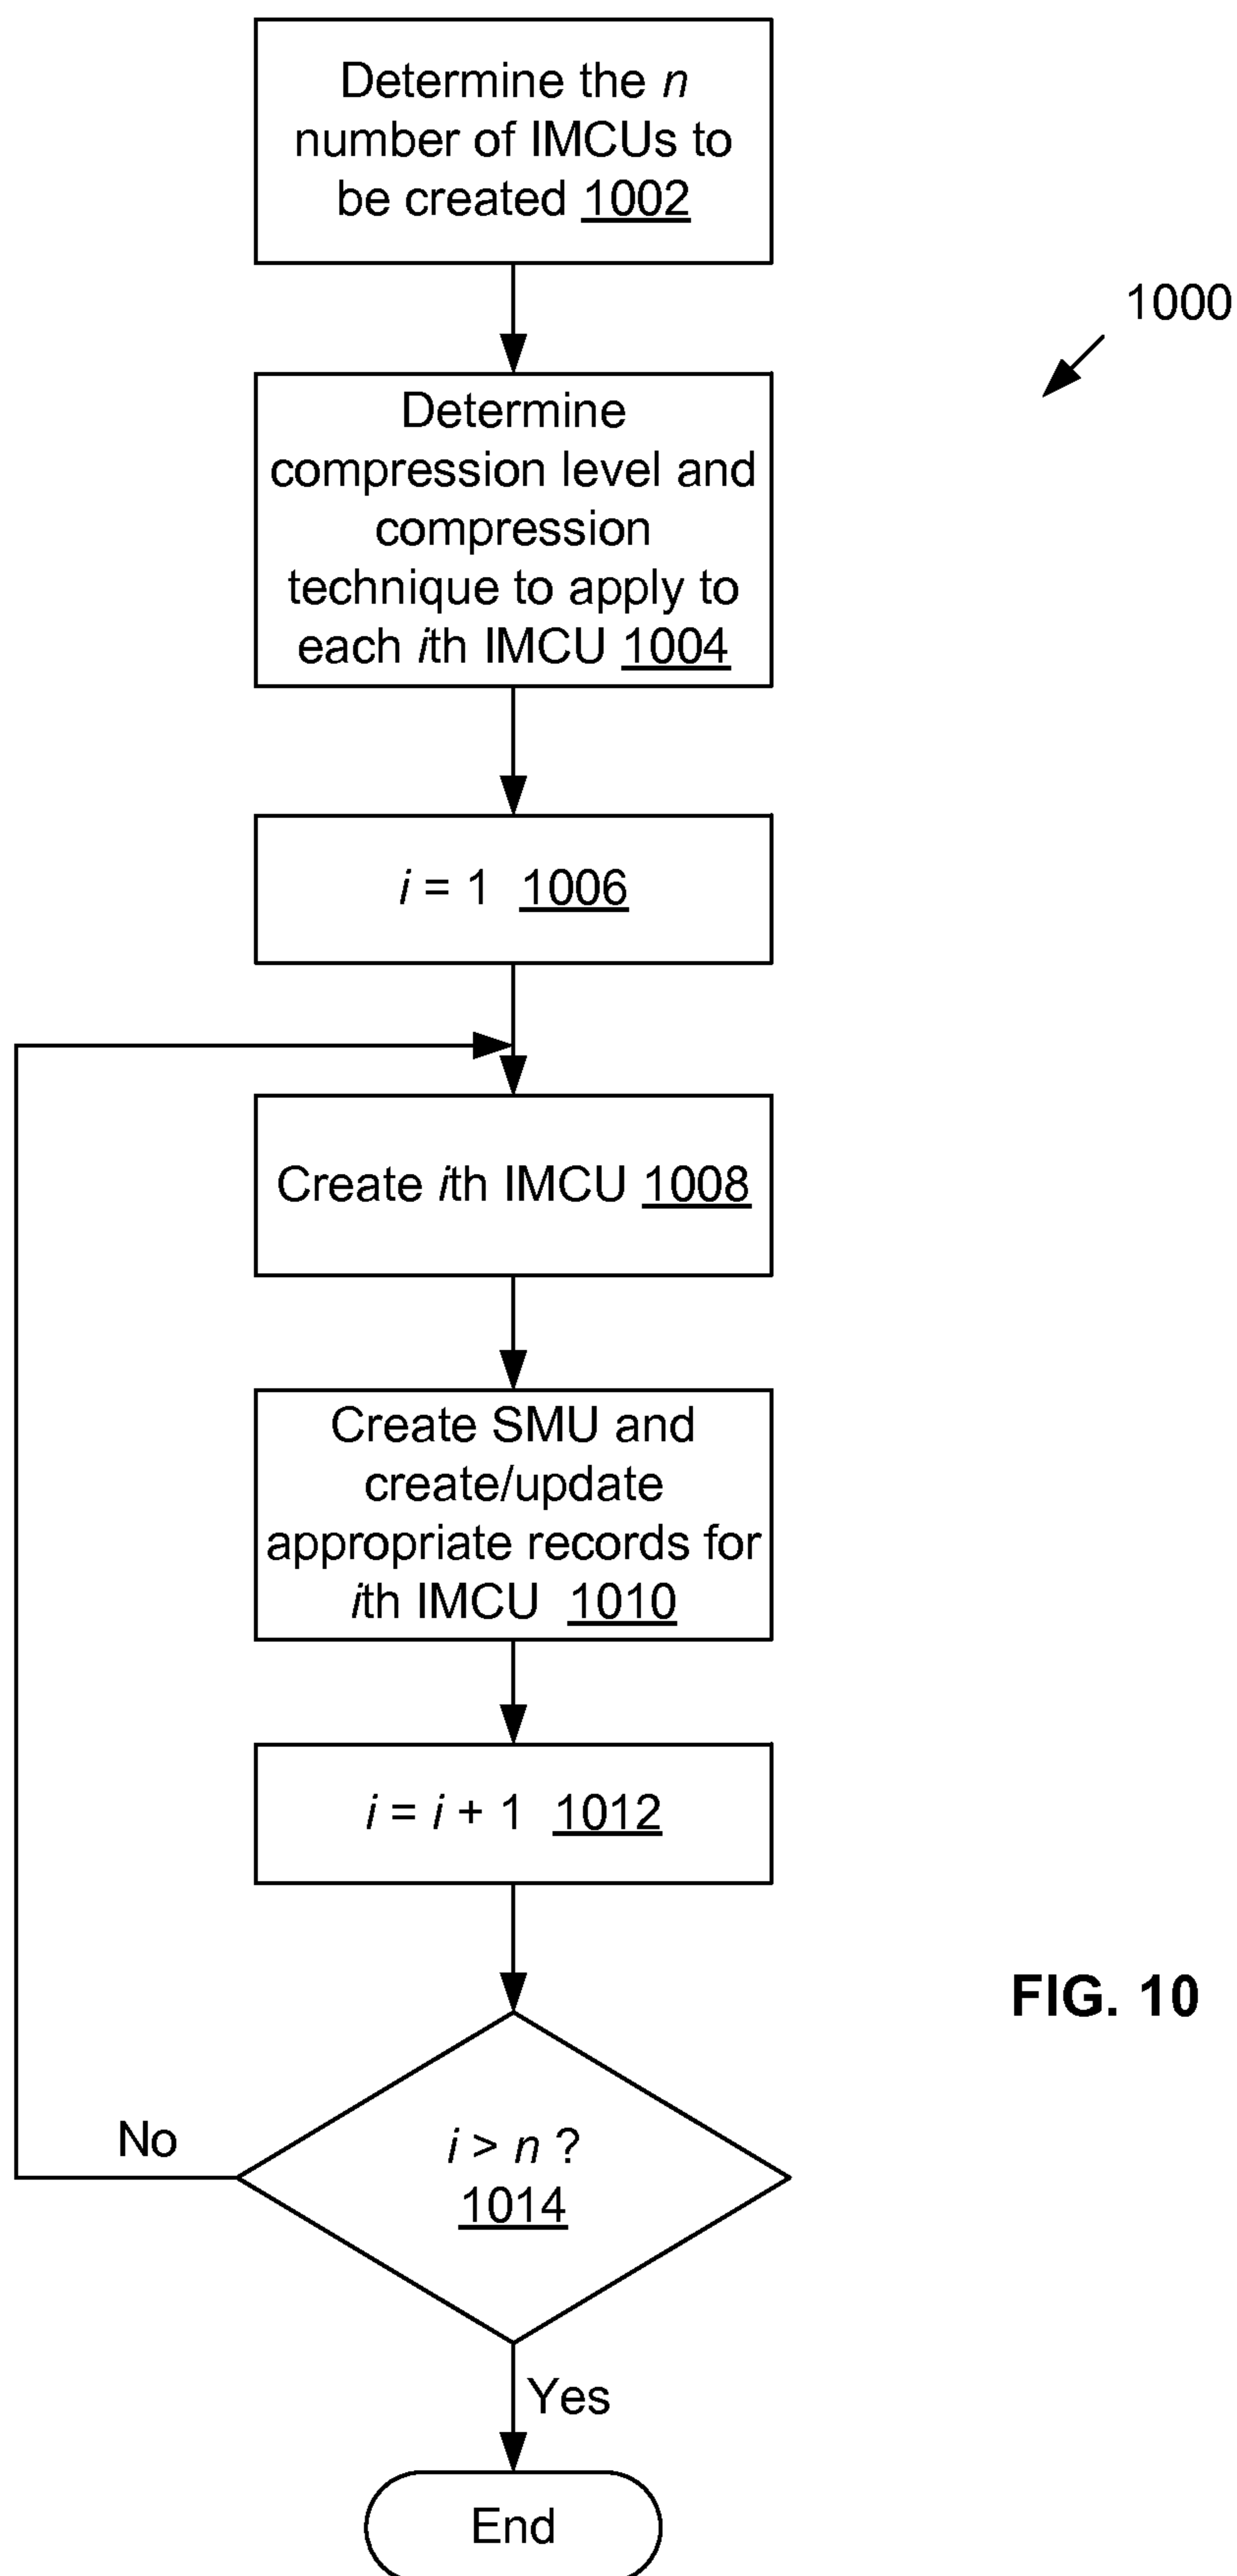 Determine the n
number of IMCUs to
be created 1002
1000
Determine
compression level and
compression
technique to apply to
each ith IMCU 1004
i = 1 1006
Create ith IMCU 1008
Create SMU and
create/update
appropriate records for
ith IMCU 1010
i = i + 1 1012
FIG. 10
i > n ?
1014
No
Yes
End